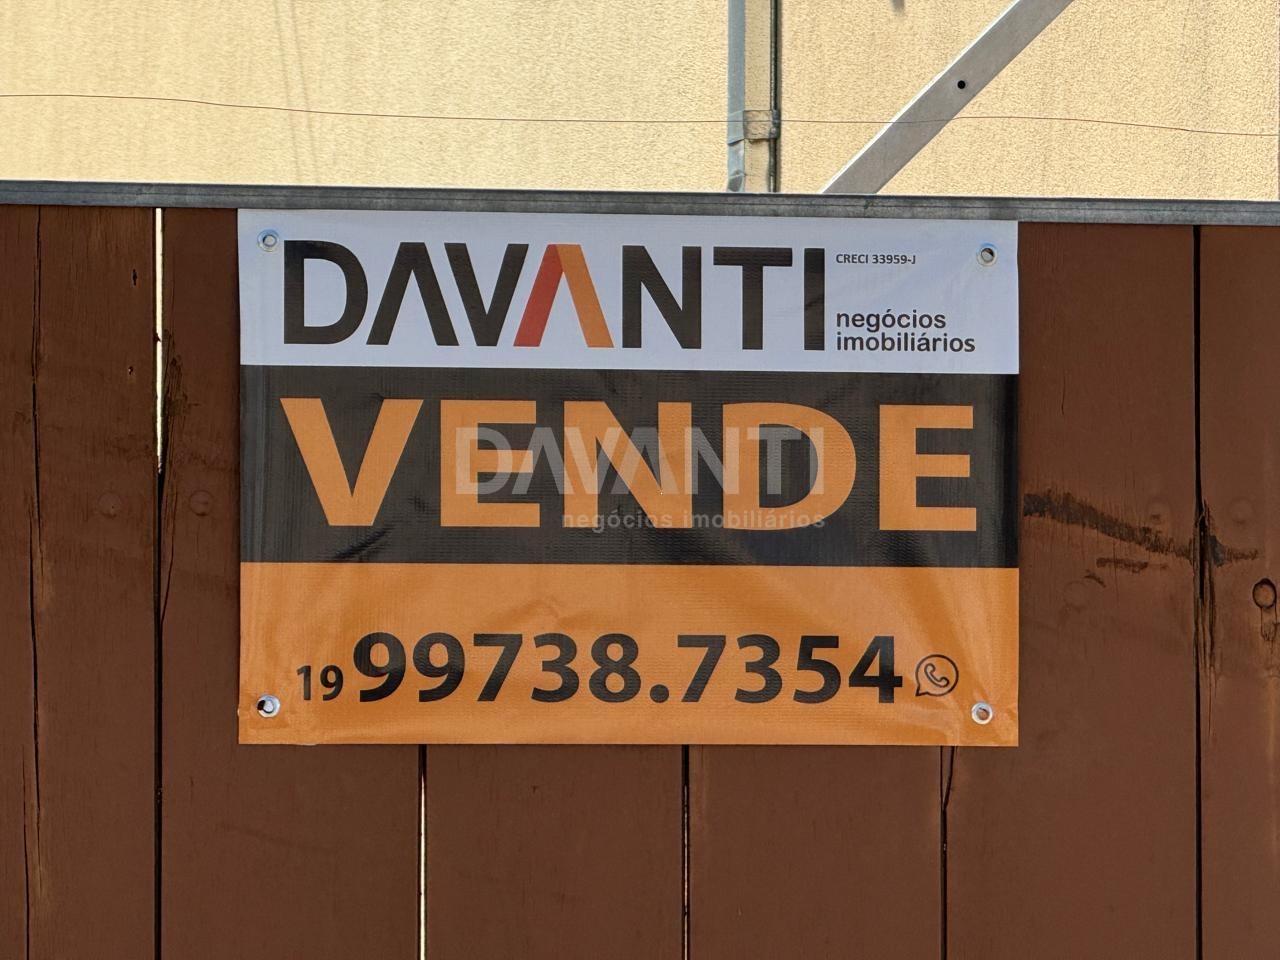 DAVANTI
CRECI 33959-J
negócios
imobiliários
VENDE
DAVANTI
negócios imobiliários
19 99738.7354